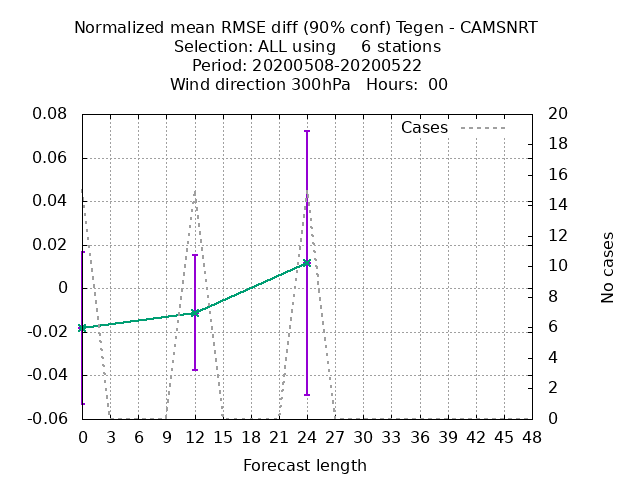 Normalized mean RMSE diff (90% conf) Tegen - CAMSNRT
Selection: ALL using     6 stations
Period: 20200508-20200522
Wind direction 300hPa   Hours:  00
Cases
0.08
0.06
0.04
0.02
0
-0.02
-0.04
-0.06
20
18
16
14
12
10
8
6
4
2
0
No cases
0 3 6 9 12 15 18 21 24 27 30 33 36 39 42 45 48
Forecast length